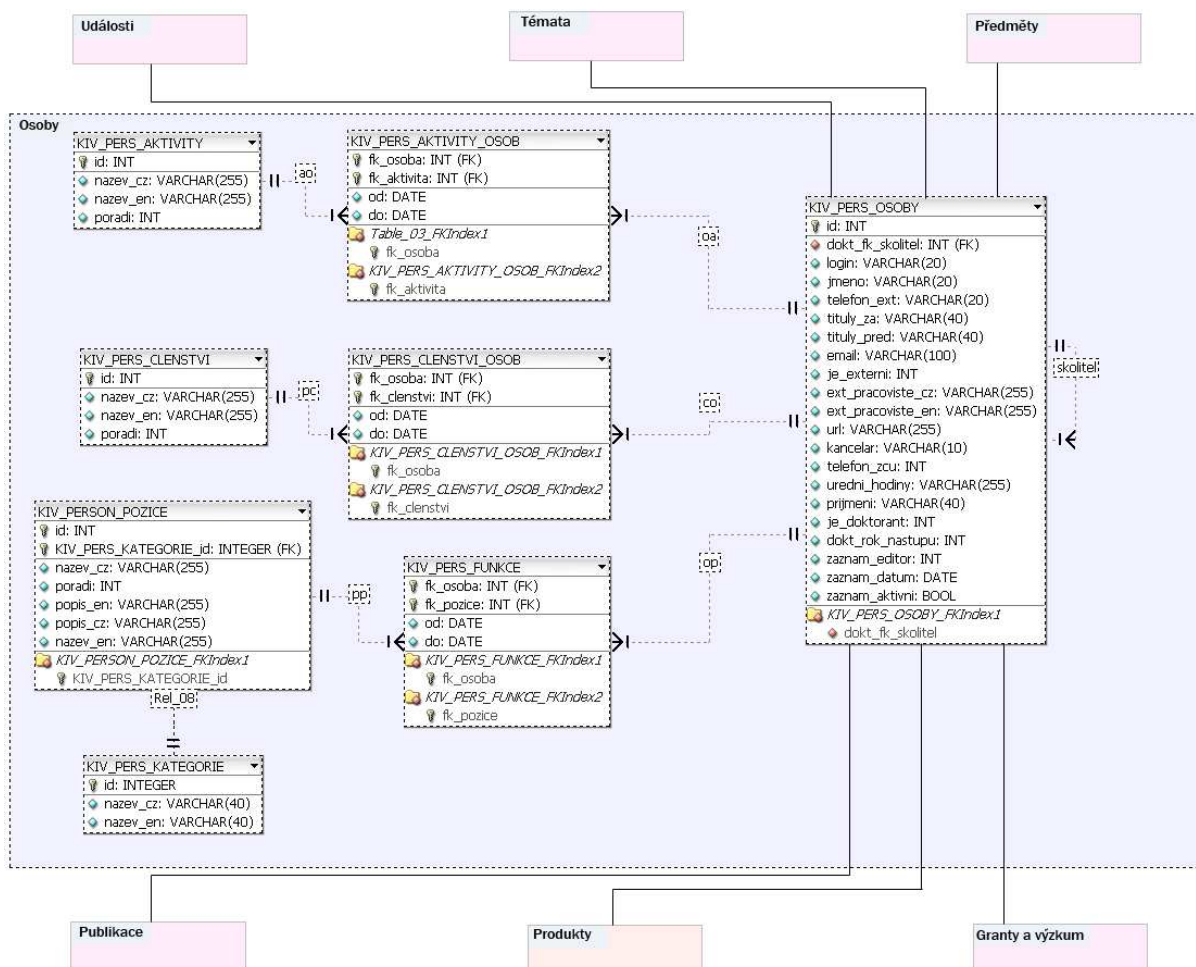 Události
Témata
Předměty
Osoby
KIV_PERS_AKTIVITY
id: INT
nazev_cz: VARCHAR(255)
nazev_en: VARCHAR(255)
poradi: INT
ao
KIV_PERS_AKTIVITY_OSOB
fk_osoba: INT (FK)
fk_aktivita: INT (FK)
od: DATE
do: DATE
Table_03_FKIndex1
fk_osoba
KIV_PERS_AKTIVITY_OSOB_FKIndex2
fk_aktivita
oa
KIV_PERS_OSOBY
id: INT
dokt_fk_skolitel: INT (FK)
login: VARCHAR(20)
jmeno: VARCHAR(20)
telefon_ext: VARCHAR(20)
tituly_za: VARCHAR(40)
tituly_pred: VARCHAR(40)
email: VARCHAR(100)
je_externi: INT
ext_pracoviste_cz: VARCHAR(255)
ext_pracoviste_en: VARCHAR(255)
url: VARCHAR(255)
kancelar: VARCHAR(10)
telefon_zcu: INT
uredni_hodiny: VARCHAR(255)
prijmeni: VARCHAR(40)
je_doktorant: INT
dokt_rok_nastupu: INT
zaznam_editor: INT
zaznam_datum: DATE
zaznam_aktivni: BOOL
KIV_PERS_OSOBY_FKIndex1
dokt_fk_skolitel
skolitel
KIV_PERS_CLENSTVI
id: INT
nazev_cz: VARCHAR(255)
nazev_en: VARCHAR(255)
poradi: INT
pc
KIV_PERS_CLENSTVI_OSOB
fk_osoba: INT (FK)
fk_clenstvi: INT (FK)
od: DATE
do: DATE
KIV_PERS_CLENSTVI_OSOB_FKIndex1
fk_osoba
KIV_PERS_CLENSTVI_OSOB_FKIndex2
fk_clenstvi
co
KIV_PERSON_POZICE
id: INT
KIV_PERS_KATEGORIE_id: INTEGER (FK)
nazev_cz: VARCHAR(255)
poradi: INT
popis_en: VARCHAR(255)
popis_cz: VARCHAR(255)
nazev_en: VARCHAR(255)
KIV_PERSON_POZICE_FKIndex1
KIV_PERS_KATEGORIE_id
pp
KIV_PERS_FUNKCE
fk_osoba: INT (FK)
fk_pozice: INT (FK)
od: DATE
do: DATE
KIV_PERS_FUNKCE_FKIndex1
fk_osoba
KIV_PERS_FUNKCE_FKIndex2
fk_pozice
op
Rel_08
KIV_PERS_KATEGORIE
id: INTEGER
nazev_cz: VARCHAR(40)
nazev_en: VARCHAR(40)
Publikace
Produkty
Granty a výzkum